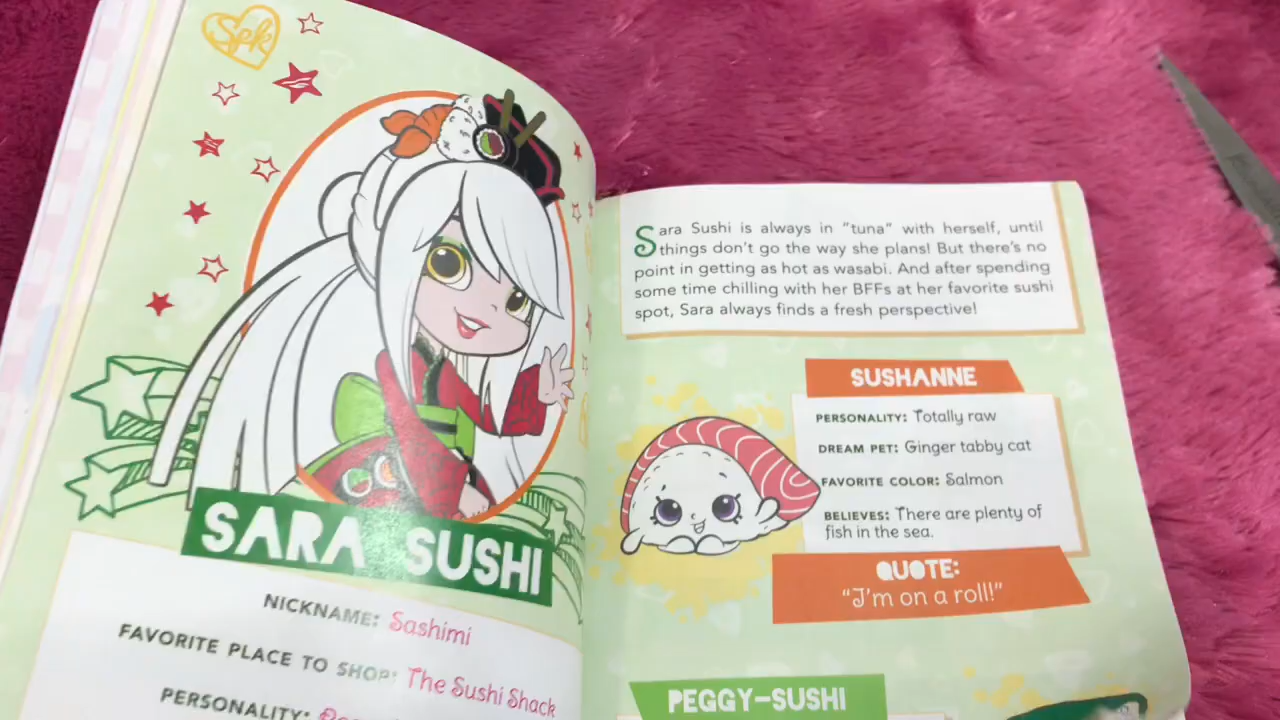 Spk
SARA SUSHI
NICKNAME: Sashimi
FAVORITE PLACE TO SHOP: The Sushi Shack
PERSONALITY:
Sara Sushi is always in "tuna" with herself, until
things don't go the way she plans! But there's no
point in getting as hot as wasabi. And after spending
some time chilling with her BFFs at her favorite sushi
spot, Sara always finds a fresh perspective!
SUSHANNE
PERSONALITY: Totally raw
DREAM PET: Ginger tabby cat
FAVORITE COLOR: Salmon
BELIEVES: There are plenty of
fish in the sea.
QUOTE:
"I'm on a roll!"
PEGGY-SUSHI